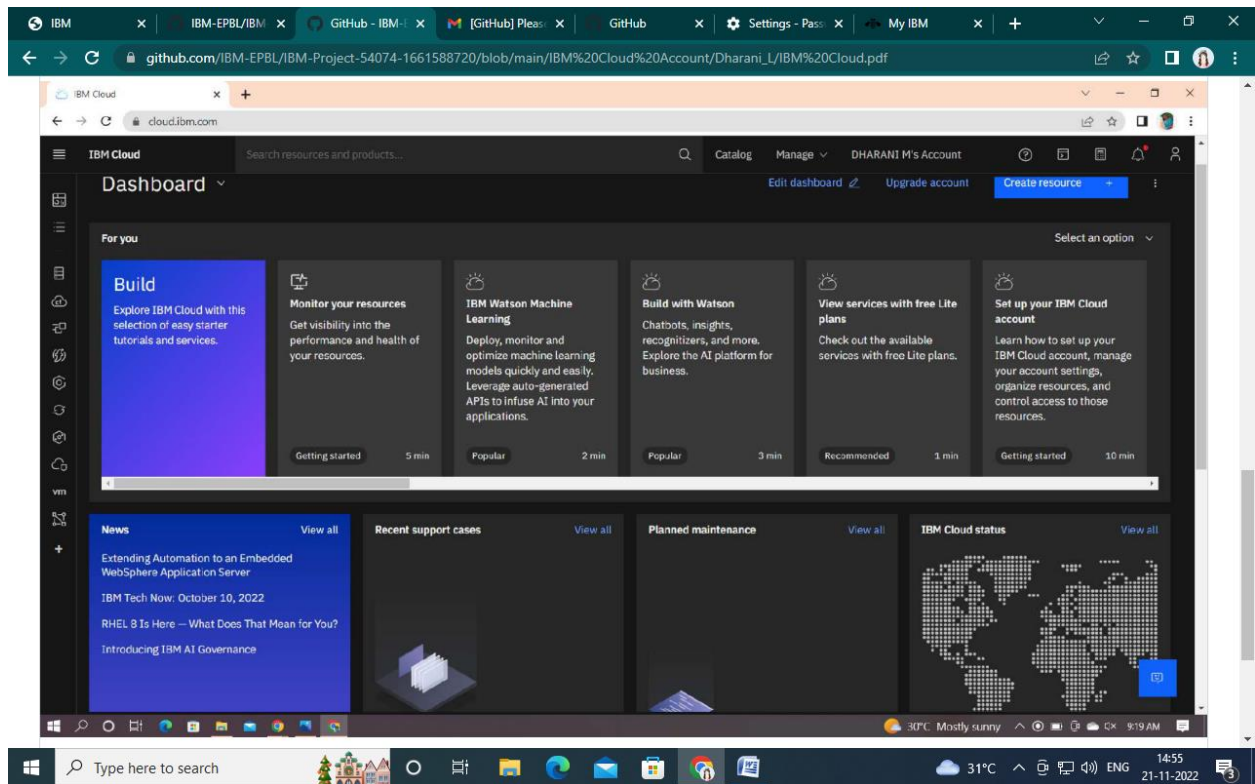 IBM
IBM-EPBL/IBM
GitHub - IBM-E
[GitHub] Pleas
GitHub
Settings - Pass
My IBM
github.com/IBM-EPBL/IBM-Project-54074-1661588720/blob/main/IBM%20Cloud%20Account/Dharani_L/IBM%20Cloud.pdf
IBM Cloud
cloud.ibm.com
IBM Cloud
Search resources and products...
Catalog
Manage
DHARANI M's Account
Dashboard
Edit dashboard
Upgrade account
Create resource +
For you
Select an option
Build
Explore IBM Cloud with this
selection of easy starter
tutorials and services.
Monitor your resources
Get visibility into the
performance and health of
your resources.
Getting started 5 min
IBM Watson Machine
Learning
Deploy, monitor and
optimize machine learning
models quickly and easily.
Leverage auto-generated
APIs to infuse AI into your
applications.
Popular 2 min
Build with Watson
Chatbots, insights,
recognitizers, and more.
Explore the AI platform for
business.
Popular 3 min
View services with free Lite
plans
Check out the available
services with free Lite plans.
Recommended 1 min
Set up your IBM Cloud
account
Learn how to set up your
IBM Cloud account, manage
your account settings,
organize resources, and
control access to those
resources.
Getting started 10 min
vm
News View all
Extending Automation to an Embedded
WebSphere Application Server
IBM Tech Now: October 10, 2022
RHEL 8 Is Here — What Does That Mean for You?
Introducing IBM AI Governance
Recent support cases View all
Planned maintenance View all
IBM Cloud status View all
30°C Mostly sunny
9:19 AM
Type here to search
31°C
ENG
14:55
21-11-2022
3